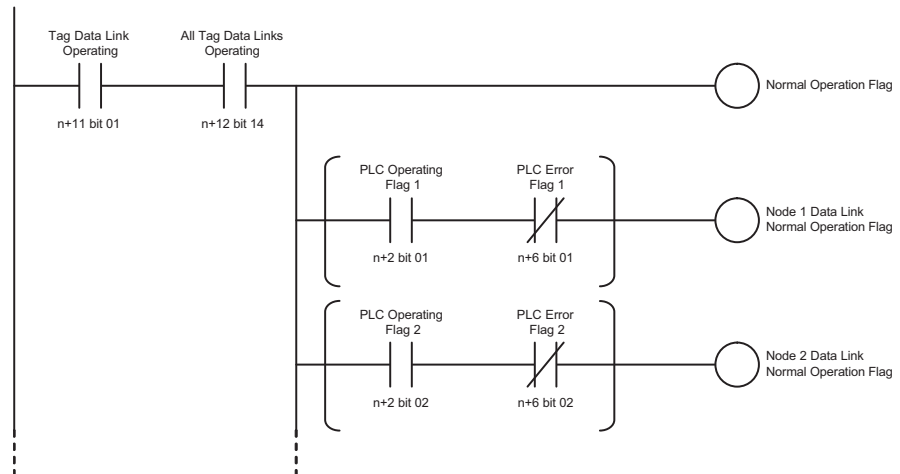 Tag Data Link
Operating
All Tag Data Links
Operating
n+11 bit 01
n+12 bit 14
Normal Operation Flag
PLC Operating
Flag 1
PLC Error
Flag 1
n+2 bit 01
n+6 bit 01
Node 1 Data Link
Normal Operation Flag
PLC Operating
Flag 2
PLC Error
Flag 2
n+2 bit 02
n+6 bit 02
Node 2 Data Link
Normal Operation Flag